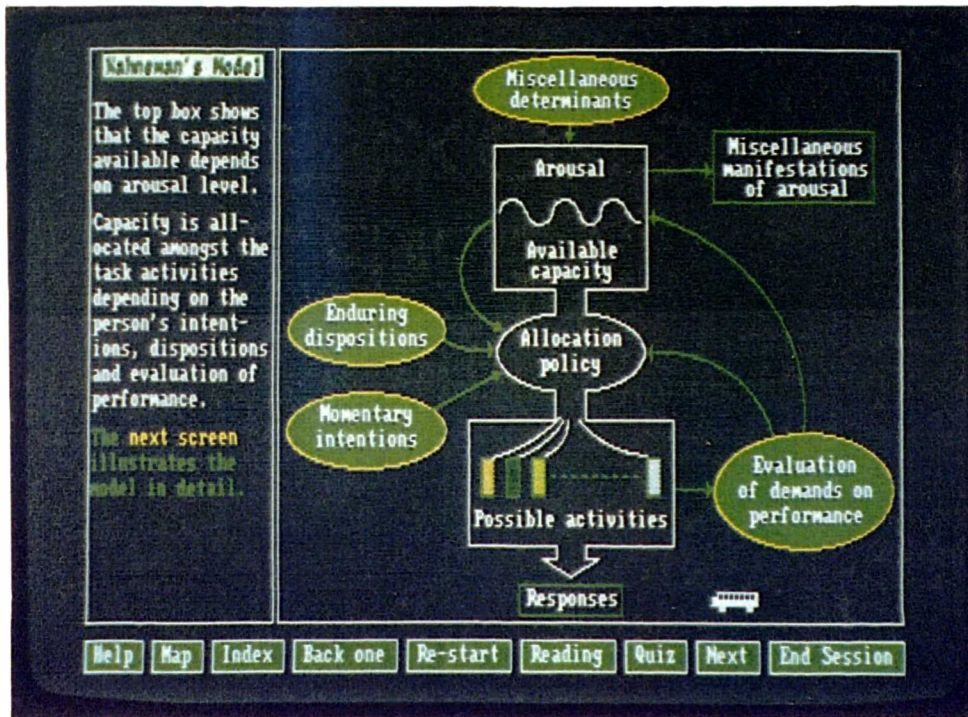 Kahneman's Model
The top box shows
that the capacity
available depends
on arousal level.
Capacity is all-
ocated amongst the
task activities
depending on the
person's intent-
ions, dispositions
and evaluation of
performance.
The next screen
illustrates the
model in detail.
Miscellaneous
determinants
Arousal
Miscellaneous
manifestations
of arousal
Available
capacity
Enduring
dispositions
Allocation
policy
Momentary
intentions
Evaluation
of demands on
performance
Possible activities
Responses
Help Map Index Back one Re-start Reading Quiz Next End Session